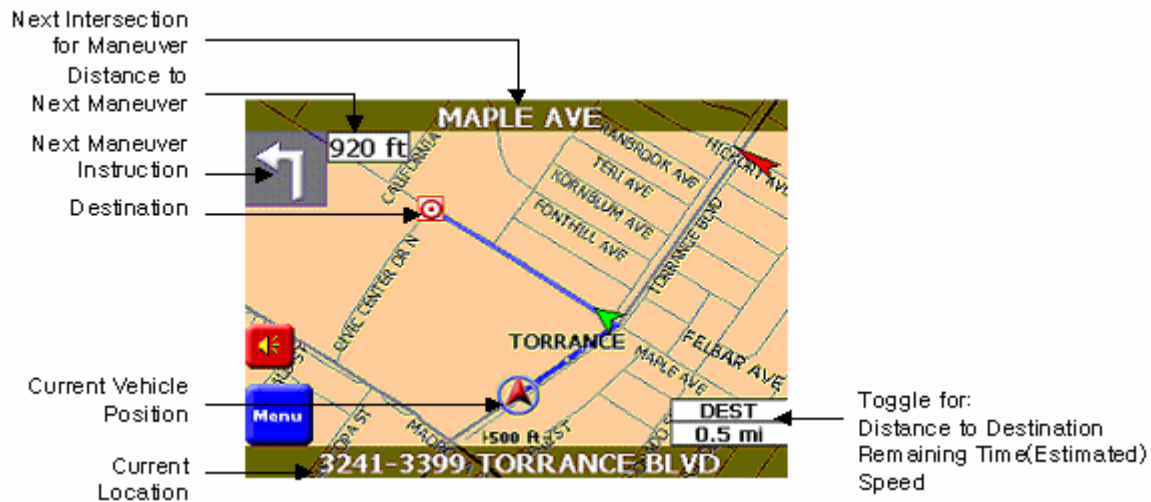 Next Intersection
for Maneuver
Distance to
Next Maneuver
Next Maneuver
Instruction
Destination
Current Vehicle
Position
Current
Location
MAPLE AVE
920 ft
CALIFORNIA
TERI AVE
KORNBLUM AVE
FONTHILL AVE
HICKORY AVE
TORRANCE BLVD
CIVIC CENTER DR N
TORRANCE
MAPLE AVE
FELBAR AVE
Menu
500 ft
DEST
0.5 mi
3241-3399 TORRANCE BLVD
Toggle for:
Distance to Destination
Remaining Time(Estimated)
Speed